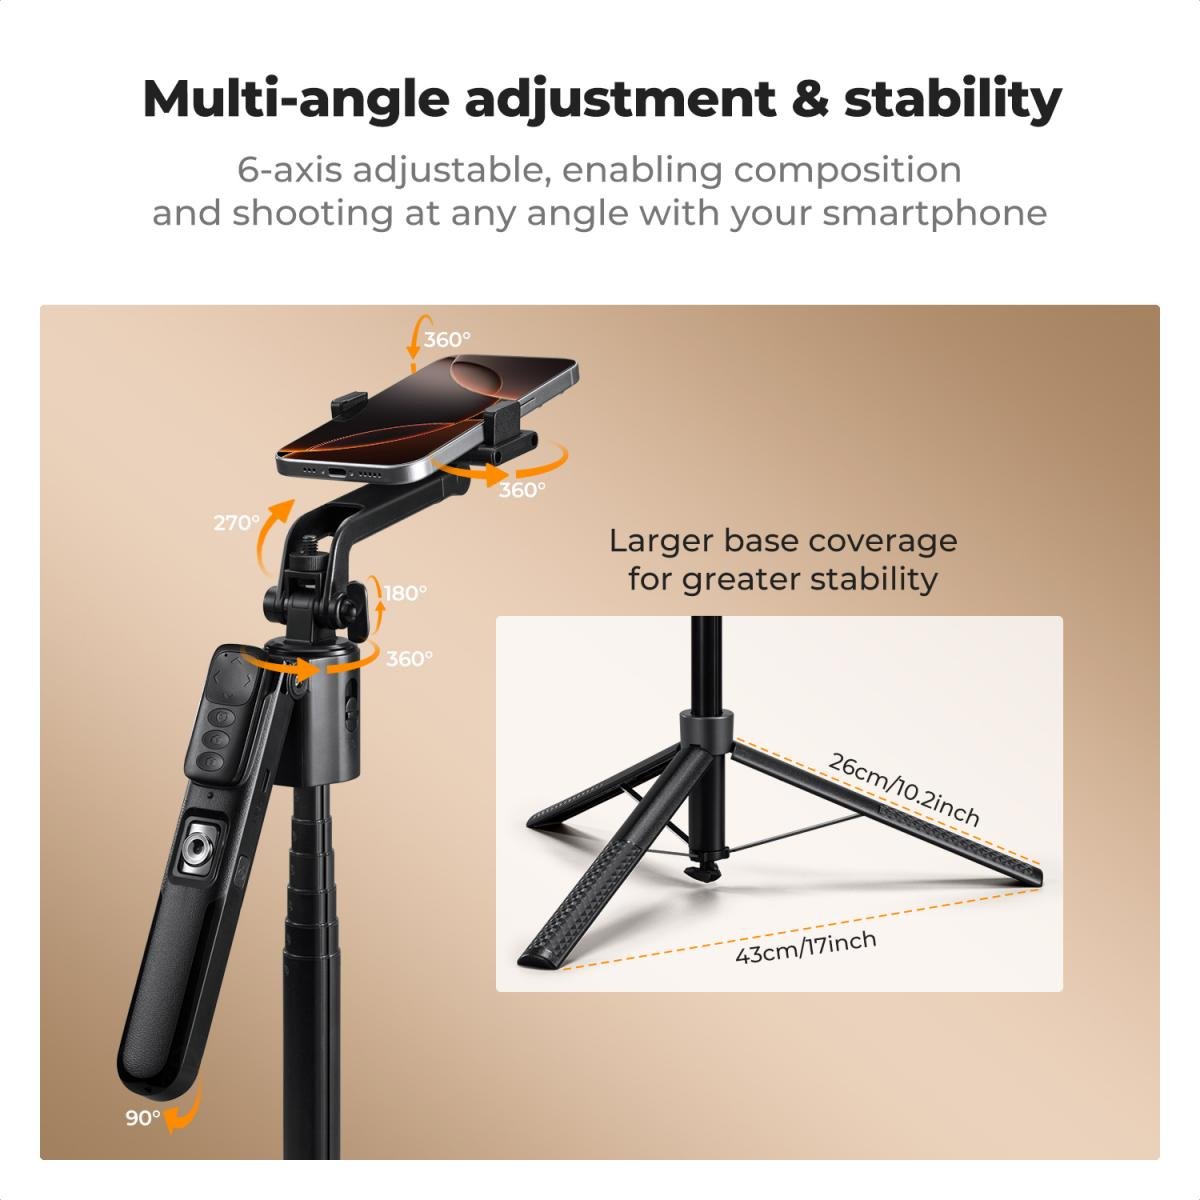 Multi-angle adjustment & stability
6-axis adjustable, enabling composition
and shooting at any angle with your smartphone
360°
360°
270°
180°
360°
90°
Larger base coverage
for greater stability
26cm/10.2inch
43cm/17inch